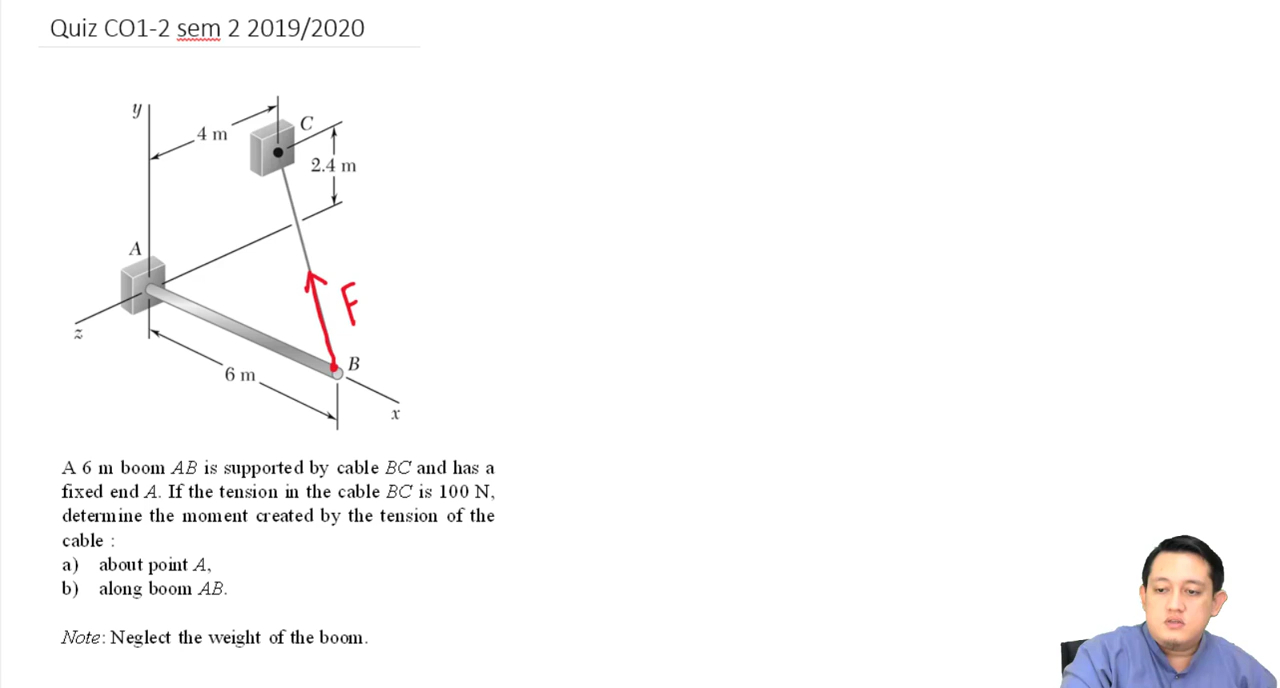 Quiz CO1-2 sem 2 2019/2020
y
4 m
C
2.4 m
A
F
z
B
6 m
x
A 6 m boom AB is supported by cable BC and has a
fixed end A. If the tension in the cable BC is 100 N,
determine the moment created by the tension of the
cable :
a) about point A,
b) along boom AB.
Note: Neglect the weight of the boom.